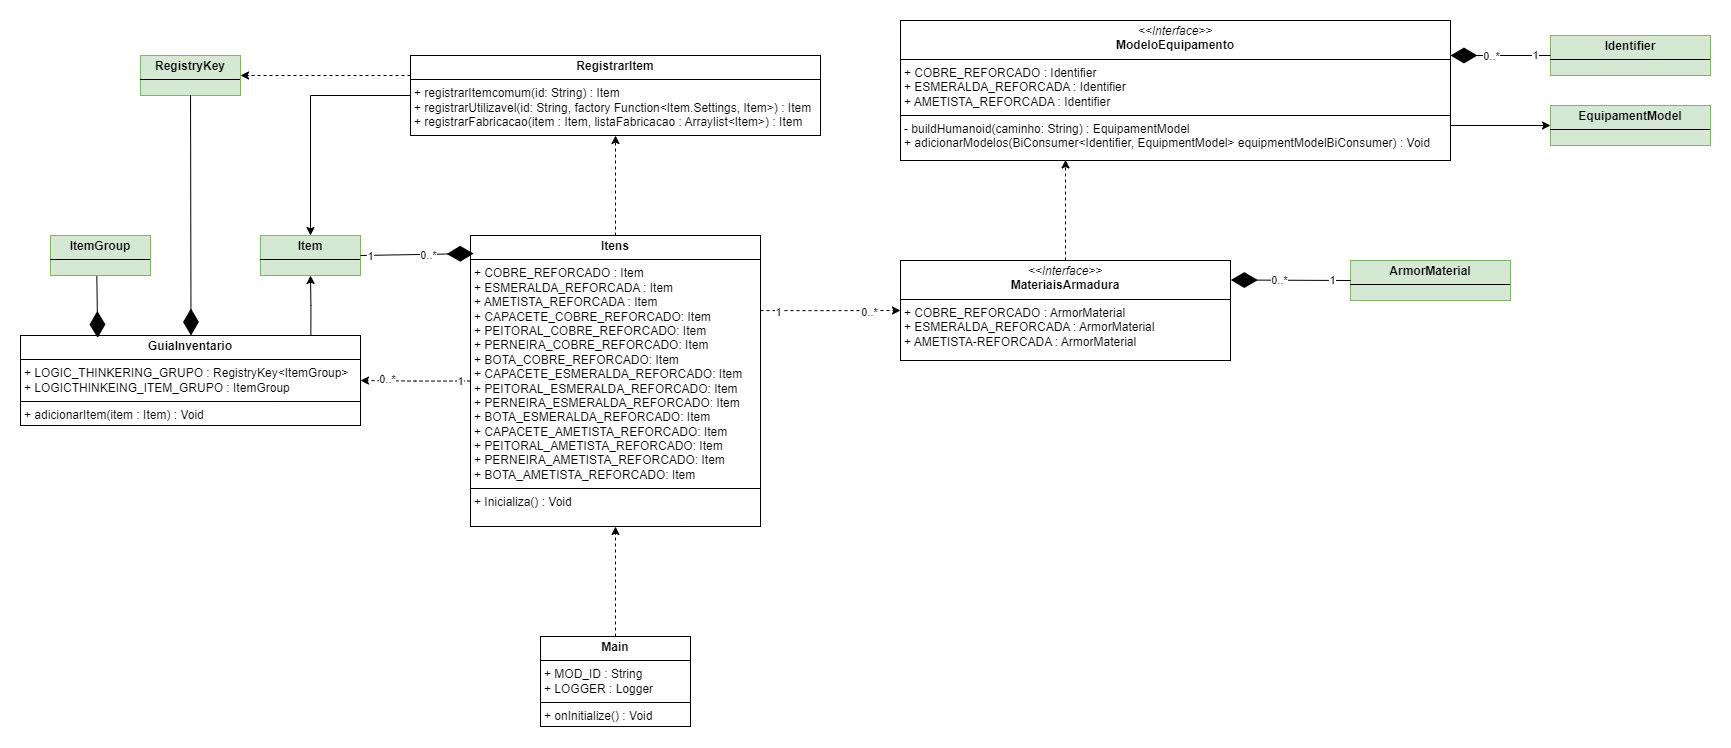 RegistryKey
RegistrarItem
+ registrarItemcomum(id: String) : Item
+ registrarUtilizavel(id: String, factory Function<Item.Settings, Item>) : Item
+ registrarFabricacao(item : Item, listaFabricacao : Arraylist<Item>) : Item
<<Interface>>
ModeloEquipamento
+ COBRE_REFORCADO : Identifier
+ ESMERALDA_REFORCADA : Identifier
+ AMETISTA_REFORCADA : Identifier
- buildHumanoid(caminho: String) : EquipamentModel
+ adicionarModelos(BiConsumer<Identifier, EquipmentModel> equipmentModelBiConsumer) : Void
0..*
1
Identifier
EquipamentModel
ItemGroup
Item
1
0..*
Itens
+ COBRE_REFORCADO : Item
+ ESMERALDA_REFORCADA : Item
+ AMETISTA_REFORCADA : Item
+ CAPACETE_COBRE_REFORCADO: Item
+ PEITORAL_COBRE_REFORCADO: Item
+ PERNEIRA_COBRE_REFORCADO: Item
+ BOTA_COBRE_REFORCADO: Item
+ CAPACETE_ESMERALDA_REFORCADO: Item
+ PEITORAL_ESMERALDA_REFORCADO: Item
+ PERNEIRA_ESMERALDA_REFORCADO: Item
+ BOTA_ESMERALDA_REFORCADO: Item
+ CAPACETE_AMETISTA_REFORCADO: Item
+ PEITORAL_AMETISTA_REFORCADO: Item
+ PERNEIRA_AMETISTA_REFORCADO: Item
+ BOTA_AMETISTA_REFORCADO: Item
+ Inicializa() : Void
1
0..*
<<Interface>>
MateriaisArmadura
+ COBRE_REFORCADO : ArmorMaterial
+ ESMERALDA_REFORCADA : ArmorMaterial
+ AMETISTA-REFORCADA : ArmorMaterial
0..*
1
ArmorMaterial
GuiaInventario
+ LOGIC_THINKERING_GRUPO : RegistryKey<ItemGroup>
+ LOGICTHINKEING_ITEM_GRUPO : ItemGroup
+ adicionarItem(item : Item) : Void
0..*
1
Main
+ MOD_ID : String
+ LOGGER : Logger
+ onInitialize() : Void